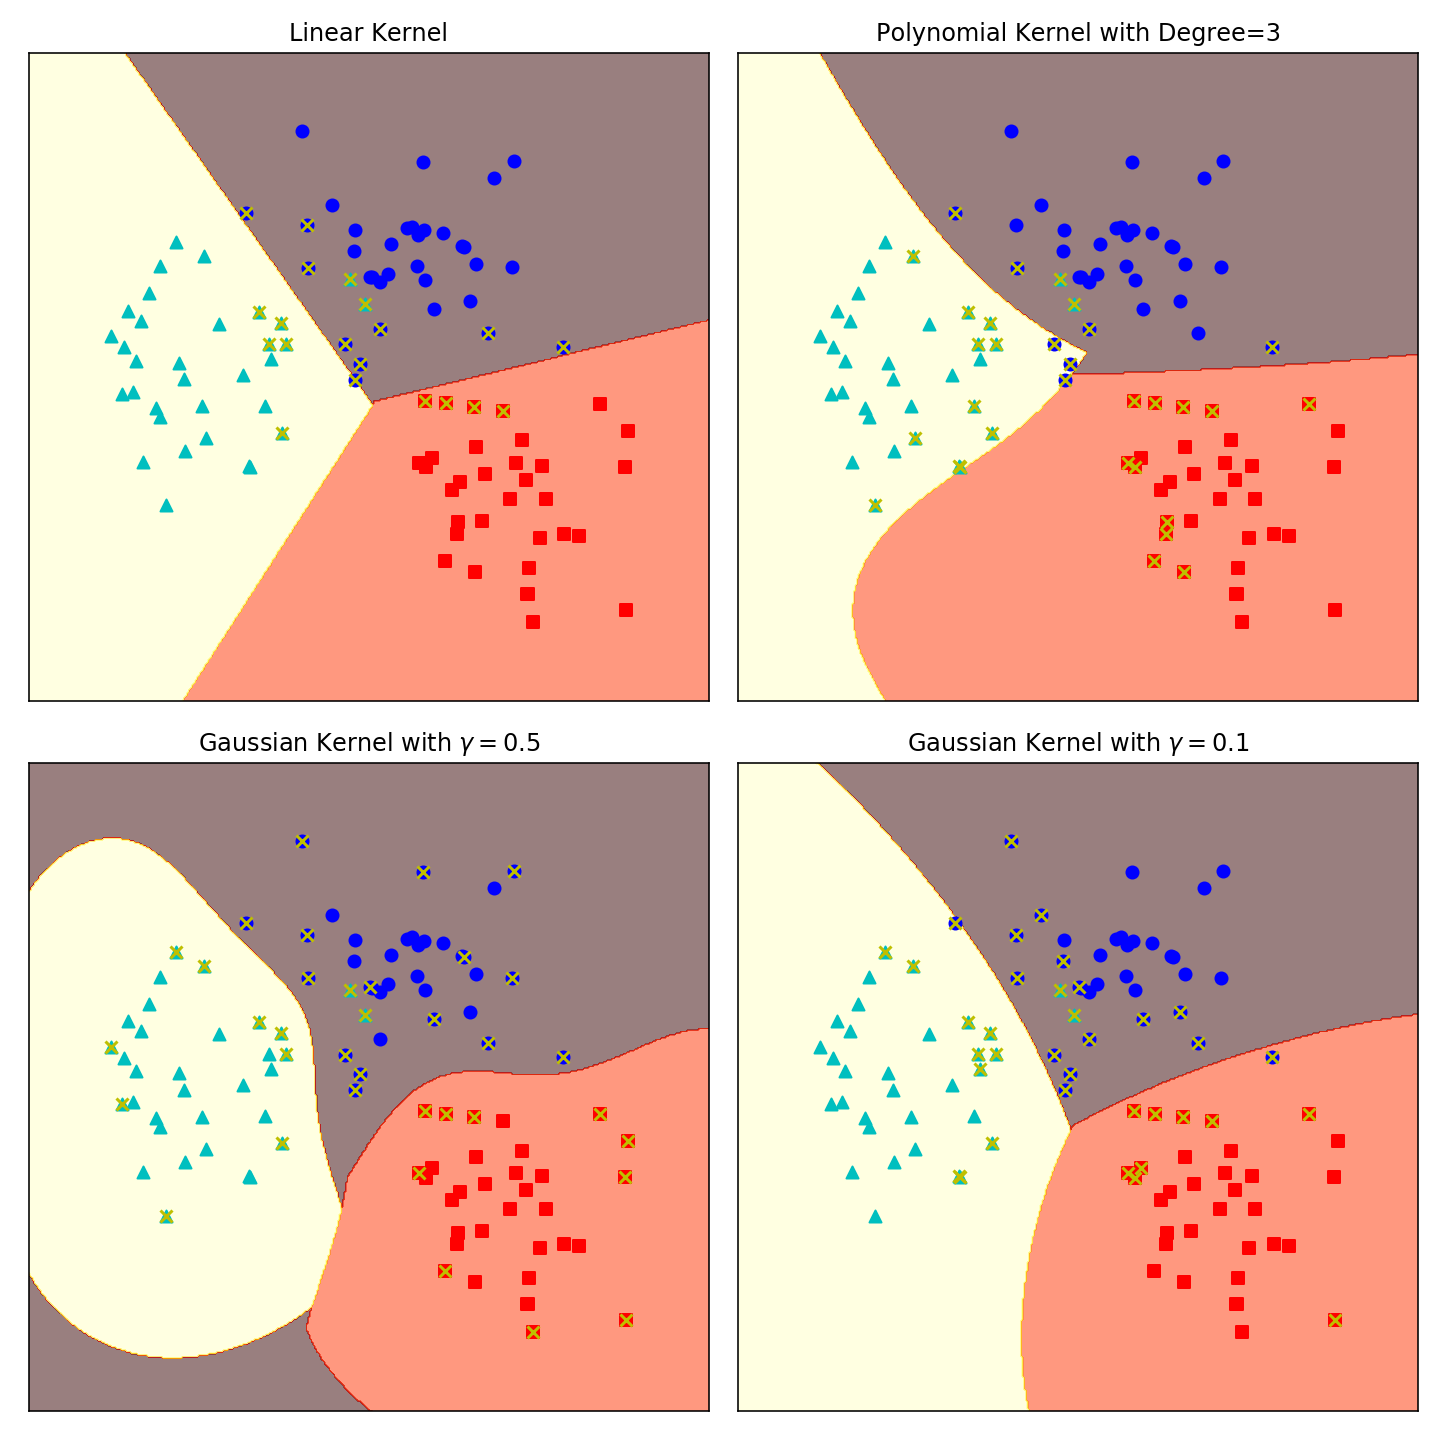 Linear Kernel
Polynomial Kernel with Degree=3
Gaussian Kernel with γ = 0.5
Gaussian Kernel with γ = 0.1